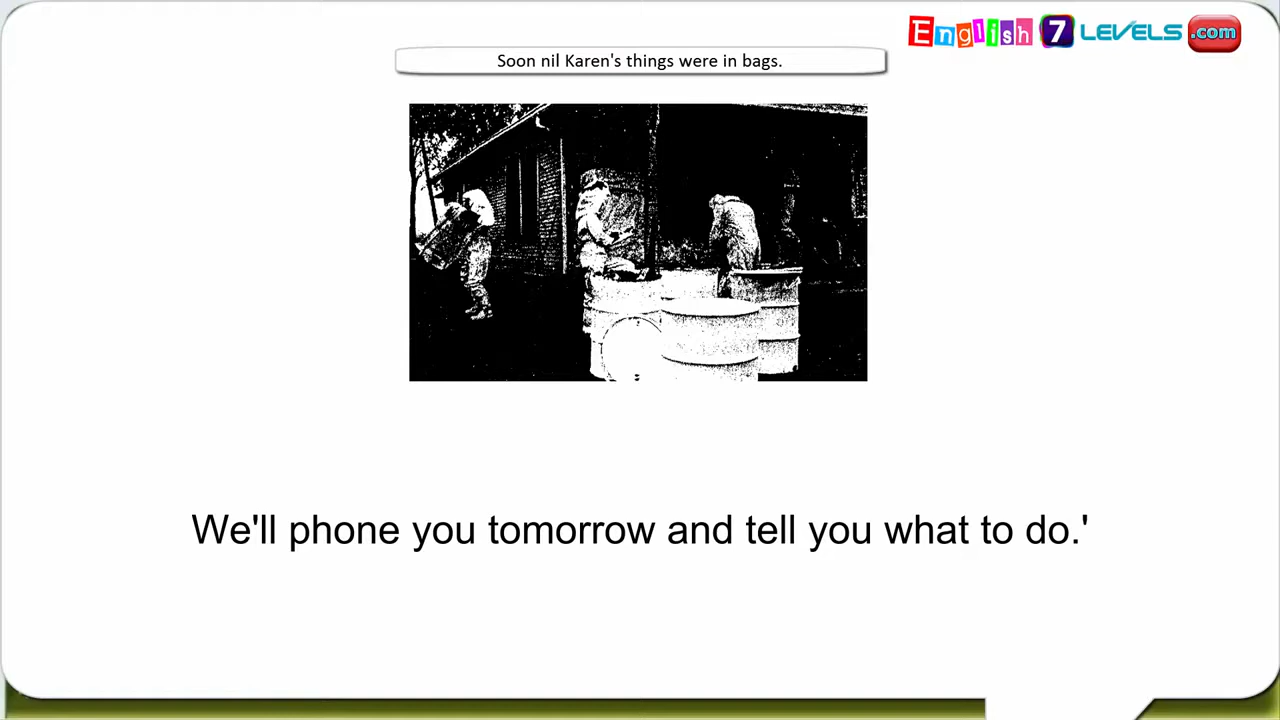 English 7 LEVELS .com
Soon nil Karen's things were in bags.
We'll phone you tomorrow and tell you what to do.'